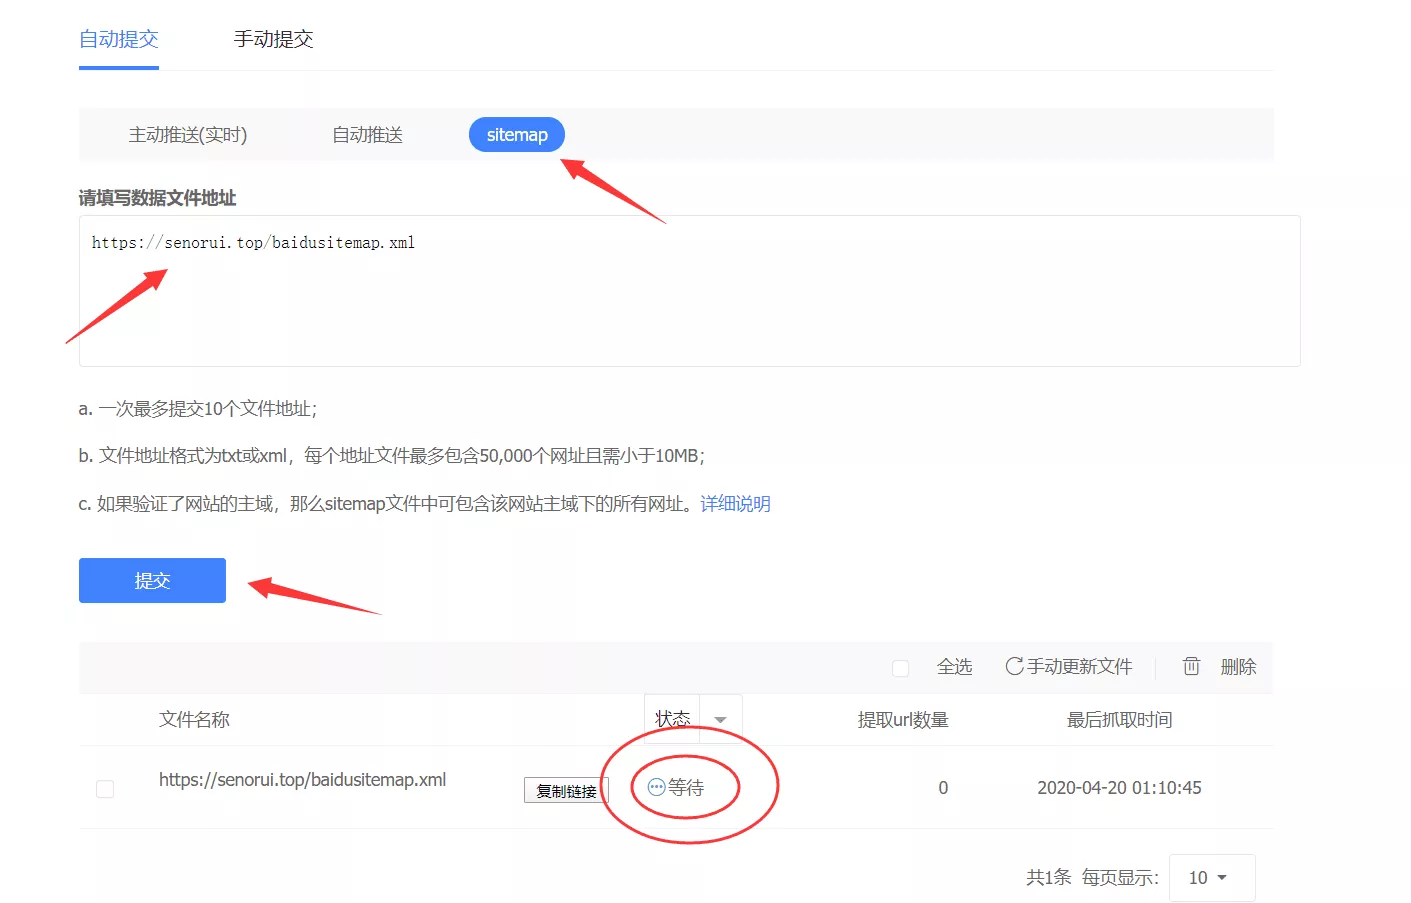 自动提交 手动提交
主动推送(实时) 自动推送 sitemap
请填写数据文件地址
https://senorui.top/baidusitemap.xml
a. 一次最多提交10个文件地址；
b. 文件地址格式为txt或xml，每个地址文件最多包含50,000个网址且需小于10MB；
c. 如果验证了网站的主域，那么sitemap文件中可包含该网站主域下的所有网址。详细说明
提交
全选 手动更新文件 删除
文件名称 状态 提取url数量 最后抓取时间
https://senorui.top/baidusitemap.xml 复制链接 等待 0 2020-04-20 01:10:45
共1条 每页显示: 10